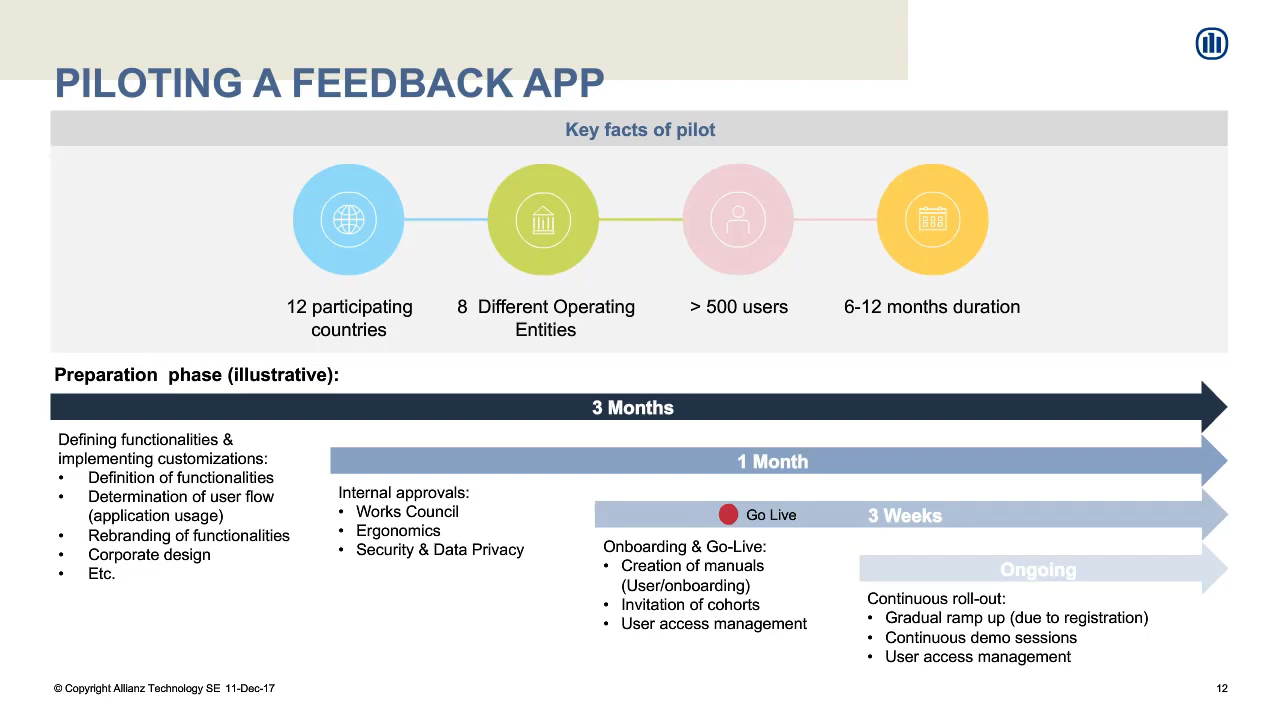 PILOTING A FEEDBACK APP
Key facts of pilot
12 participating
countries
8 Different Operating
Entities
> 500 users
6-12 months duration
Preparation phase (illustrative):
3 Months
Defining functionalities &
implementing customizations:
• Definition of functionalities
• Determination of user flow
(application usage)
• Rebranding of functionalities
• Corporate design
• Etc.
1 Month
Internal approvals:
• Works Council
• Ergonomics
• Security & Data Privacy
Go Live
3 Weeks
Onboarding & Go-Live:
• Creation of manuals
(User/onboarding)
• Invitation of cohorts
• User access management
Ongoing
Continuous roll-out:
• Gradual ramp up (due to registration)
• Continuous demo sessions
• User access management
© Copyright Allianz Technology SE 11-Dec-17
12